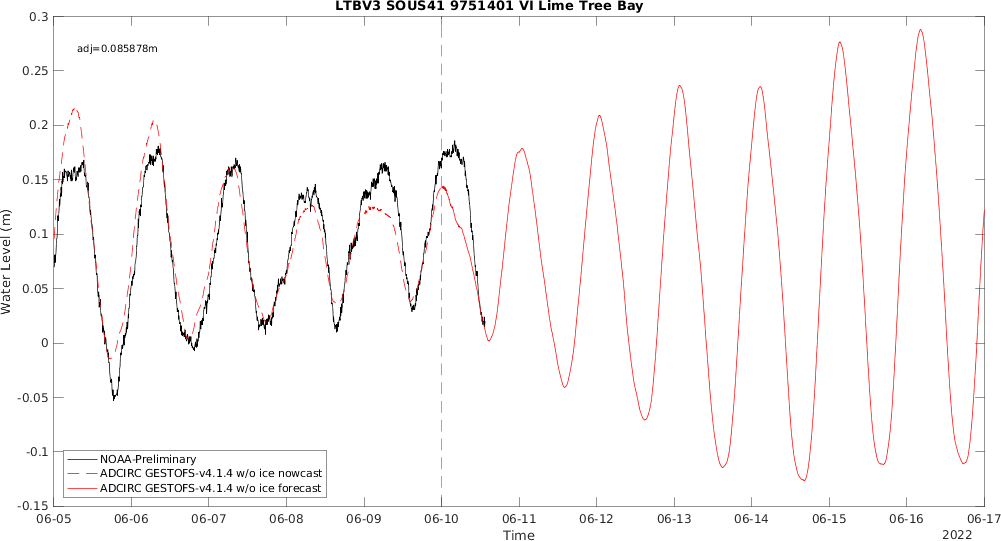 LTBV3 SOUS41 9751401 VI Lime Tree Bay
adj=0.085878m
0.3
0.25
0.2
0.15
0.1
0.05
0
-0.05
-0.1
-0.15
Water Level (m)
NOAA-Preliminary
ADCIRC GESTOFS-v4.1.4 w/o ice nowcast
ADCIRC GESTOFS-v4.1.4 w/o ice forecast
06-05 06-06 06-07 06-08 06-09 06-10 06-11 06-12 06-13 06-14 06-15 06-16 06-17
Time
2022